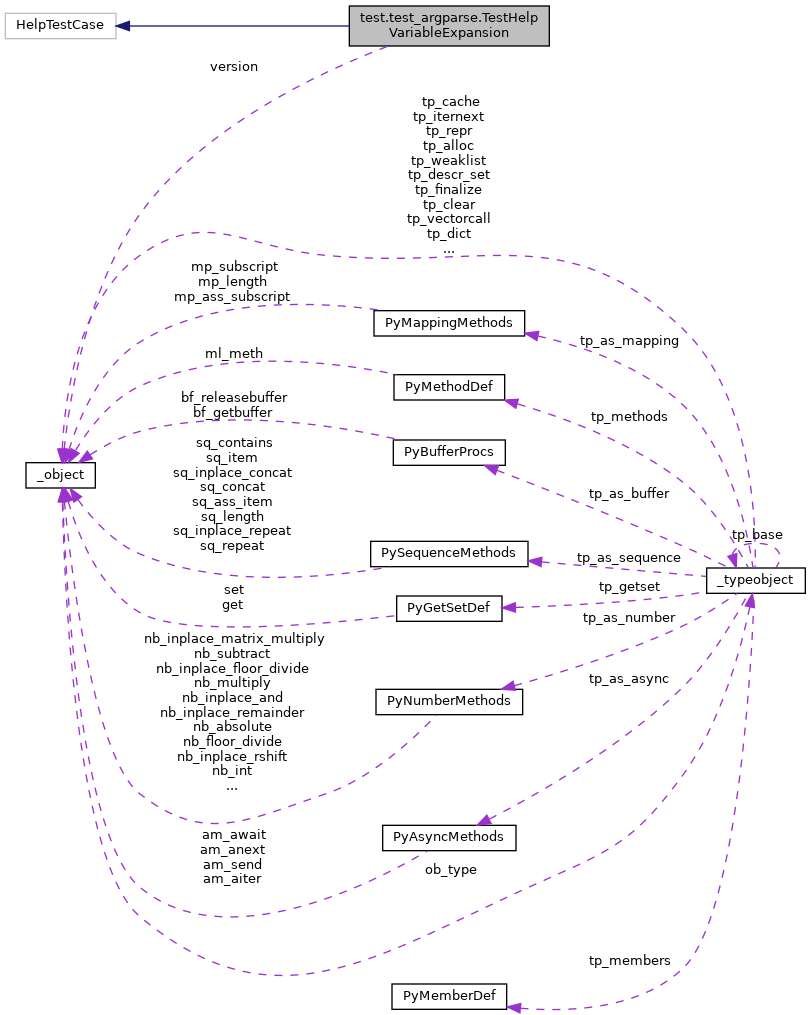 HelpTestCase
test.test_argparse.TestHelp
VariableExpansion
version
tp_cache
tp_iternext
tp_repr
tp_alloc
tp_weaklist
tp_descr_set
tp_finalize
tp_clear
tp_vectorcall
tp_dict
...
mp_subscript
mp_length
mp_ass_subscript
PyMappingMethods
tp_as_mapping
ml_meth
PyMethodDef
tp_methods
bf_releasebuffer
bf_getbuffer
PyBufferProcs
tp_as_buffer
_object
sq_contains
sq_item
sq_inplace_concat
sq_concat
sq_ass_item
sq_length
sq_inplace_repeat
sq_repeat
PySequenceMethods
tp_as_sequence
tp_base
_typeobject
set
get
PyGetSetDef
tp_getset
tp_as_number
nb_inplace_matrix_multiply
nb_subtract
nb_inplace_floor_divide
nb_multiply
nb_inplace_and
nb_inplace_remainder
nb_absolute
nb_floor_divide
nb_inplace_rshift
nb_int
...
PyNumberMethods
tp_as_async
am_await
am_anext
am_send
am_aiter
PyAsyncMethods
ob_type
tp_members
PyMemberDef